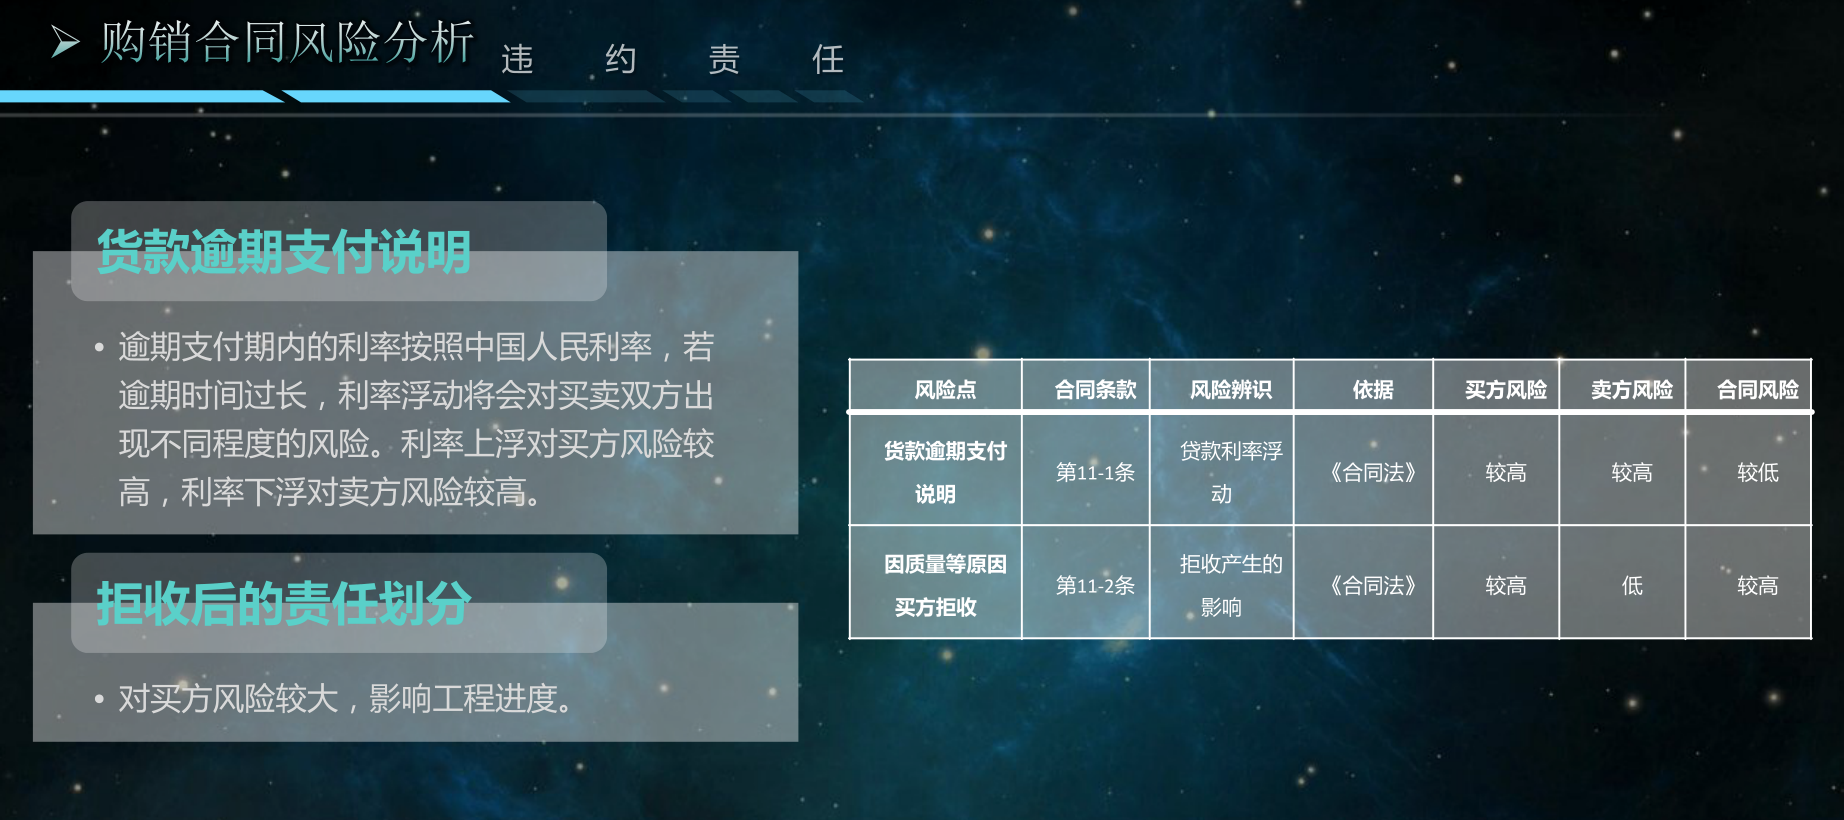 购销合同风险分析 违约责任
货款逾期支付说明
• 逾期支付期内的利率按照中国人民利率，若
逾期时间过长，利率浮动将会对买卖双方出
现不同程度的风险。利率上浮对买方风险较
高，利率下浮对卖方风险较高。
拒收后的责任划分
• 对买方风险较大，影响工程进度。
风险点 合同条款 风险辨识 依据 买方风险 卖方风险 合同风险
货款逾期支付
说明
第11-1条
贷款利率浮
动
《合同法》 较高 较高 较低
因质量等原因
买方拒收
第11-2条
拒收产生的
影响
《合同法》 较高 低 较高